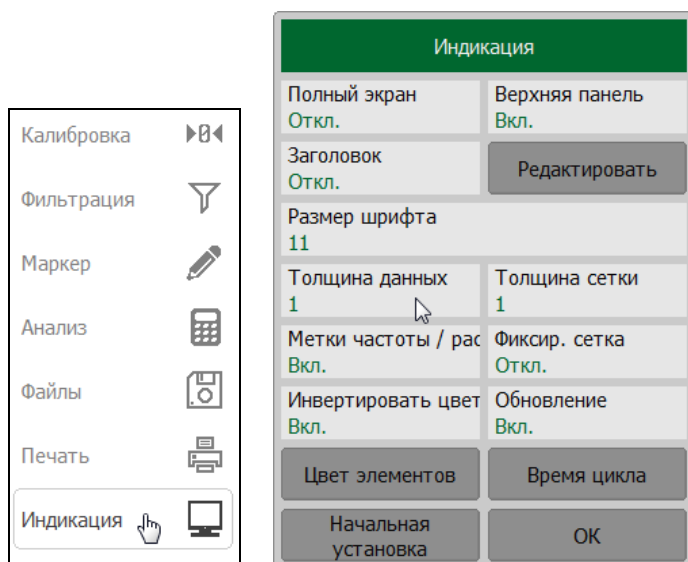 Калибровка
Фильтрация
Маркер
Анализ
Файлы
Печать
Индикация
Индикация
Полный экран
Откл.
Верхняя панель
Вкл.
Заголовок
Откл.
Редактировать
Размер шрифта
11
Толщина данных
1
Толщина сетки
1
Метки частоты / рас
Вкл.
Фиксир. сетка
Откл.
Инвертировать цвет
Вкл.
Обновление
Вкл.
Цвет элементов
Время цикла
Начальная
установка
ОК